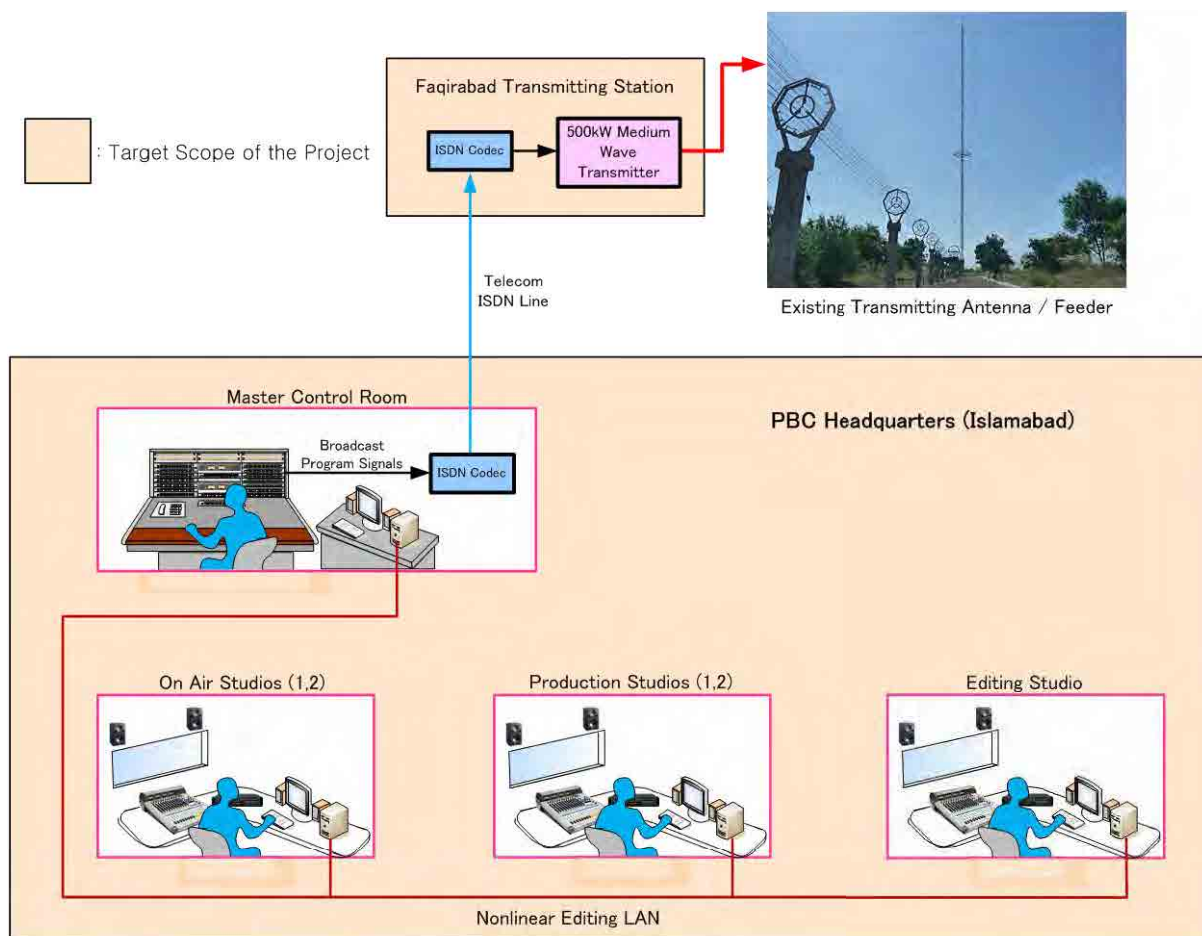 Faqirabad Transmitting Station
ISDN Codec
500kW Medium
Wave
Transmitter
: Target Scope of the Project
Telecom
ISDN Line
Existing Transmitting Antenna / Feeder
Master Control Room
PBC Headquarters (Islamabad)
Broadcast
Program Signals
ISDN Codec
On Air Studios (1,2)
Production Studios (1,2)
Editing Studio
Nonlinear Editing LAN